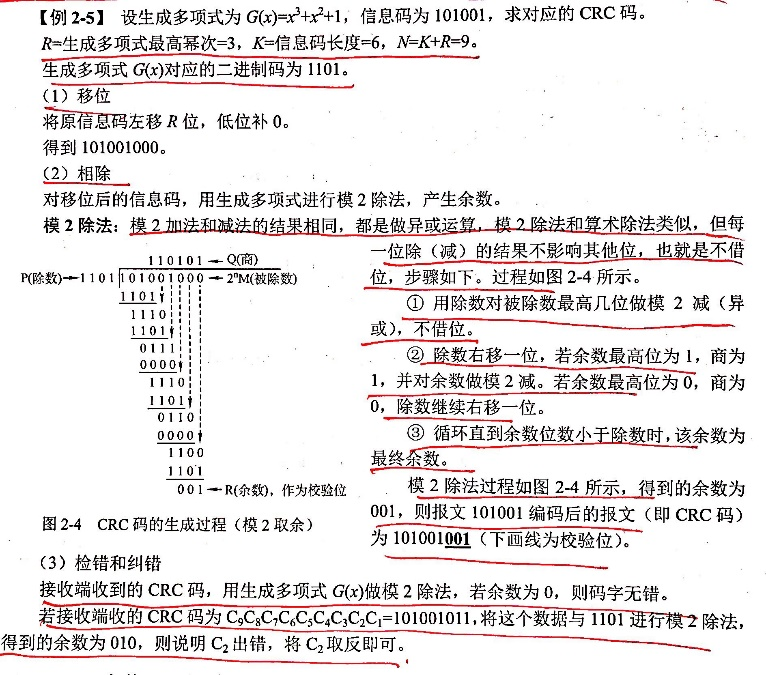 【例 2-5】 设生成多项式为 G(x)=x³+x²+1，信息码为 101001，求对应的 CRC 码。
R=生成多项式最高幂次=3，K=信息码长度=6，N=K+R=9。
生成多项式 G(x)对应的二进制码为 1101。
（1）移位
将原信息码左移 R 位，低位补 0。
得到 101001000。
（2）相除
对移位后的信息码，用生成多项式进行模 2 除法，产生余数。
模 2 除法：模 2 加法和减法的结果相同，都是做异或运算，模 2 除法和算术除法类似，但每
一位除（减）的结果不影响其他位，也就是不借
位，步骤如下。过程如图 2-4 所示。
① 用除数对被除数最高几位做模 2 减（异
或），不借位。
② 除数右移一位，若余数最高位为 1，商为
1，并对余数做模 2 减。若余数最高位为 0，商为
0，除数继续右移一位。
③ 循环直到余数位数小于除数时，该余数为
最终余数。
模 2 除法过程如图 2-4 所示，得到的余数为
001，则报文 101001 编码后的报文（即 CRC 码）
为 101001001（下画线为校验位）。
110101 ← Q(商)
P(除数)→1101 101001000 ← 2ⁿM(被除数)
1101
1110
1101
0111
0000
1110
1101
0110
0000
1100
1101
001 ← R(余数)，作为校验位
图 2-4 CRC 码的生成过程（模 2 取余）
（3）检错和纠错
接收端收到的 CRC 码，用生成多项式 G(x)做模 2 除法，若余数为 0，则码字无错。
若接收端收的 CRC 码为 C₉C₈C₇C₆C₅C₄C₃C₂C₁=101001011，将这个数据与 1101 进行模 2 除法，
得到的余数为 010，则说明 C₂ 出错，将 C₂ 取反即可。